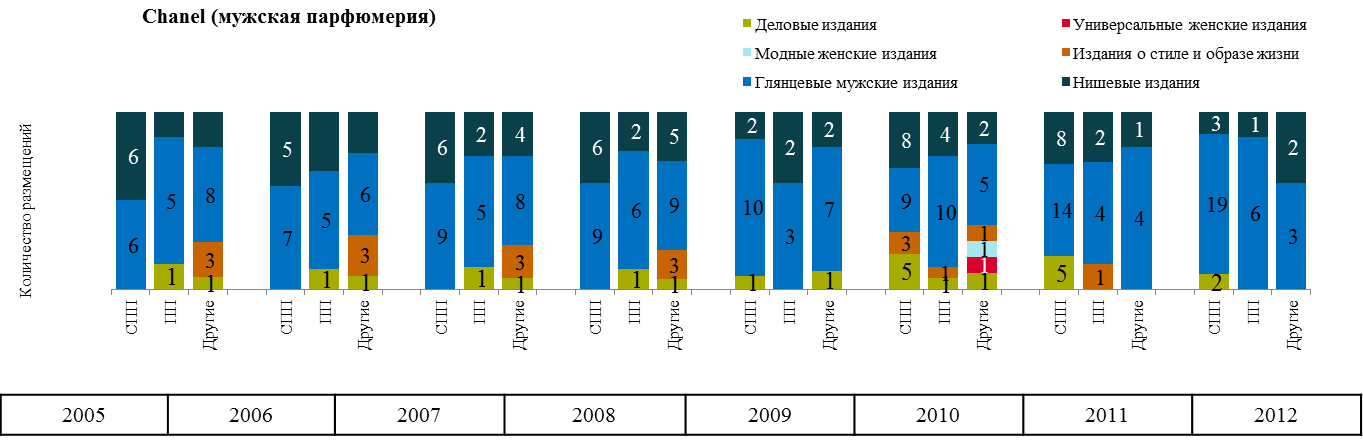 Chanel (мужская парфюмерия)
Деловые издания
Универсальные женские издания
Модные женские издания
Издания о стиле и образе жизни
Глянцевые мужские издания
Нишевые издания
Количество размещений
6 2 4 2 5 2 2 8 4 2 8 2 1 3 1 2
5 6 6 2
6 5 8 7 5 6 9 5 8 9 6 9 10 3 7 9 10 5 14 4 4 19 6 3
3 3 3 3 3 1 1 1 1
1 1 1 1 1 1 1 1 1 1 5 1 1 5 2
СПП ПП Другие СПП ПП Другие СПП ПП Другие СПП ПП Другие СПП ПП Другие СПП ПП Другие СПП ПП Другие СПП ПП Другие
2005 2006 2007 2008 2009 2010 2011 2012